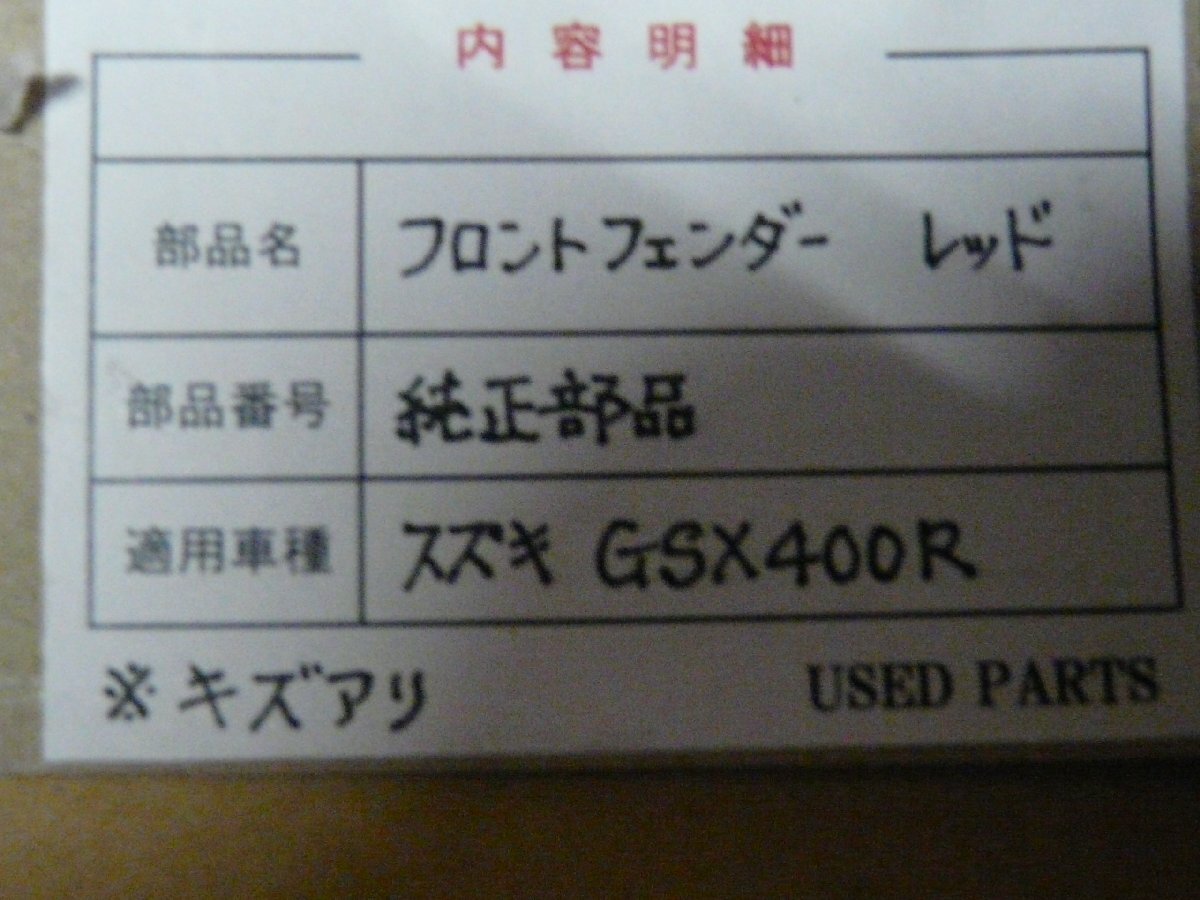 内容明細
部品名 フロントフェンダー レッド
部品番号 純正部品
適用車種 スズキ GSX400R
※キズアリ USED PARTS